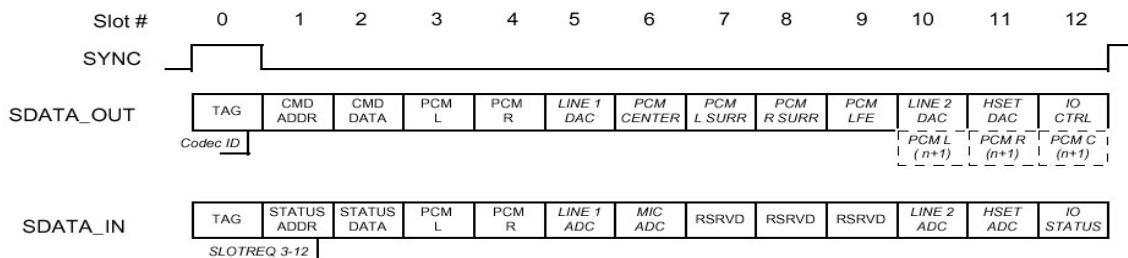 Slot # 0 1 2 3 4 5 6 7 8 9 10 11 12
SYNC
SDATA_OUT TAG CMD ADDR CMD DATA PCM L PCM R LINE 1 DAC PCM CENTER PCM L SURR PCM R SURR PCM LFE LINE 2 DAC HSET DAC IO CTRL
Codec ID PCM L (n+1) PCM R (n+1) PCM C (n+1)
SDATA_IN TAG STATUS ADDR STATUS DATA PCM L PCM R LINE 1 ADC MIC ADC RSRVD RSRVD RSRVD LINE 2 ADC HSET ADC IO STATUS
SLOTREQ 3-12